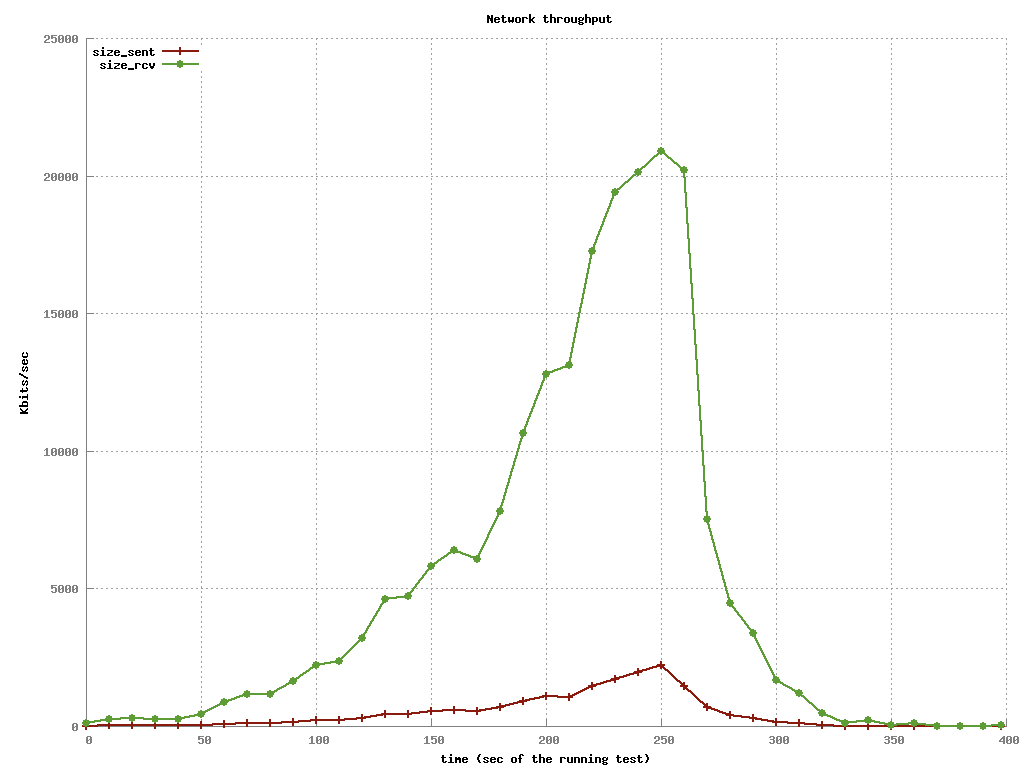 Network throughput
25000
size_sent
size_rcv
20000
15000
Kbits/sec
10000
5000
0
0 50 100 150 200 250 300 350 400
time (sec of the running test)